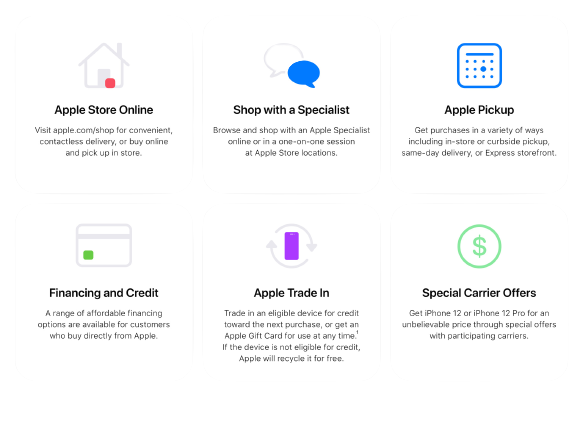 Apple Store Online
Visit apple.com/shop for convenient,
contactless delivery, or buy online
and pick up in store.
Shop with a Specialist
Browse and shop with an Apple Specialist
online or in a one-on-one session
at Apple Store locations.
Apple Pickup
Get purchases in a variety of ways
including in-store or curbside pickup,
same-day delivery, or Express storefront.
Financing and Credit
A range of affordable financing
options are available for customers
who buy directly from Apple.
Apple Trade In
Trade in an eligible device for credit
toward the next purchase, or get an
Apple Gift Card for use at any time.¹
If the device is not eligible for credit,
Apple will recycle it for free.
$
Special Carrier Offers
Get iPhone 12 or iPhone 12 Pro for an
unbelievable price through special offers
with participating carriers.